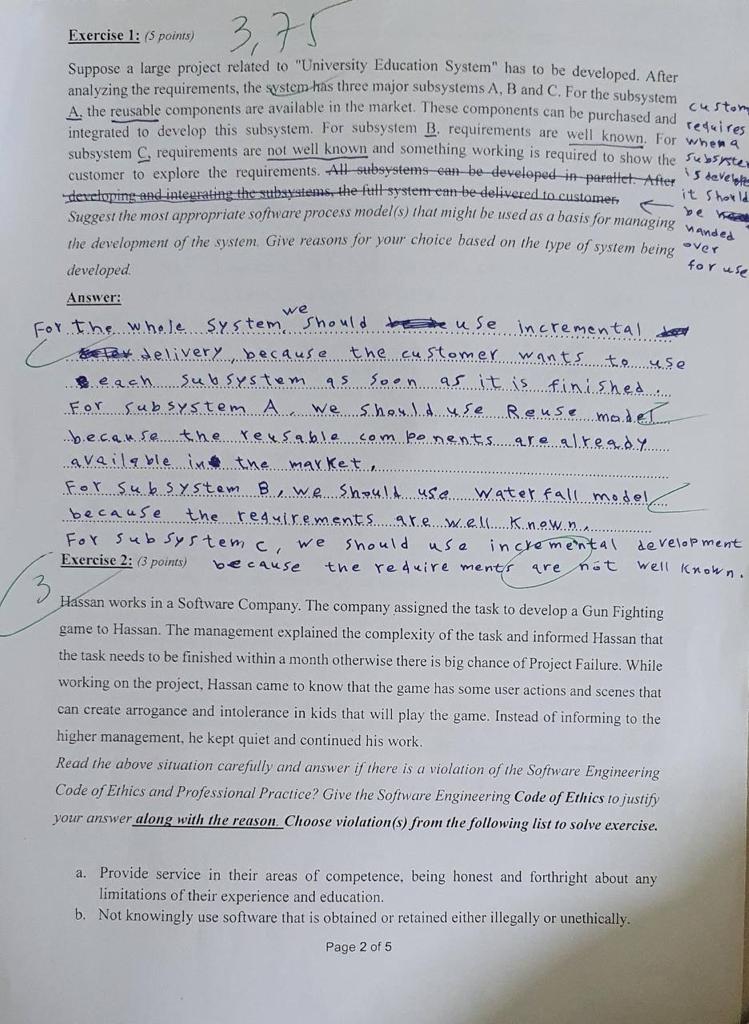 Exercise 1: (5 points)
3,75
Suppose a large project related to "University Education System" has to be developed. After
analyzing the requirements, the system has three major subsystems A, B and C. For the subsystem
A, the reusable components are available in the market. These components can be purchased and
integrated to develop this subsystem. For subsystem B, requirements are well known. For
subsystem C, requirements are not well known and something working is required to show the
customer to explore the requirements. All subsystems can be developed in parallel. After
developing and integrating the subsystems, the full system can be delivered to customer.
custom
requires
when a
subsystem
is develop
it should
be
handed
over
for use
Suggest the most appropriate software process model(s) that might be used as a basis for managing
the development of the system. Give reasons for your choice based on the type of system being
developed.
Answer:
For the whole system, we should use incremental
delivery, because the customer wants to use
each subsystem as soon as it is finished.
For subsystem A, we should use Reuse model
because the reusable components are already
available in the market,
For subsystem B, we should use water fall model
because the requirements are well known.
For subsystem C, we should use incremental development
because the requirements are not well known.
Exercise 2: (3 points)
3
Hassan works in a Software Company. The company assigned the task to develop a Gun Fighting
game to Hassan. The management explained the complexity of the task and informed Hassan that
the task needs to be finished within a month otherwise there is big chance of Project Failure. While
working on the project, Hassan came to know that the game has some user actions and scenes that
can create arrogance and intolerance in kids that will play the game. Instead of informing to the
higher management, he kept quiet and continued his work.
Read the above situation carefully and answer if there is a violation of the Software Engineering
Code of Ethics and Professional Practice? Give the Software Engineering Code of Ethics to justify
your answer along with the reason. Choose violation(s) from the following list to solve exercise.
a. Provide service in their areas of competence, being honest and forthright about any
limitations of their experience and education.
b. Not knowingly use software that is obtained or retained either illegally or unethically.
Page 2 of 5